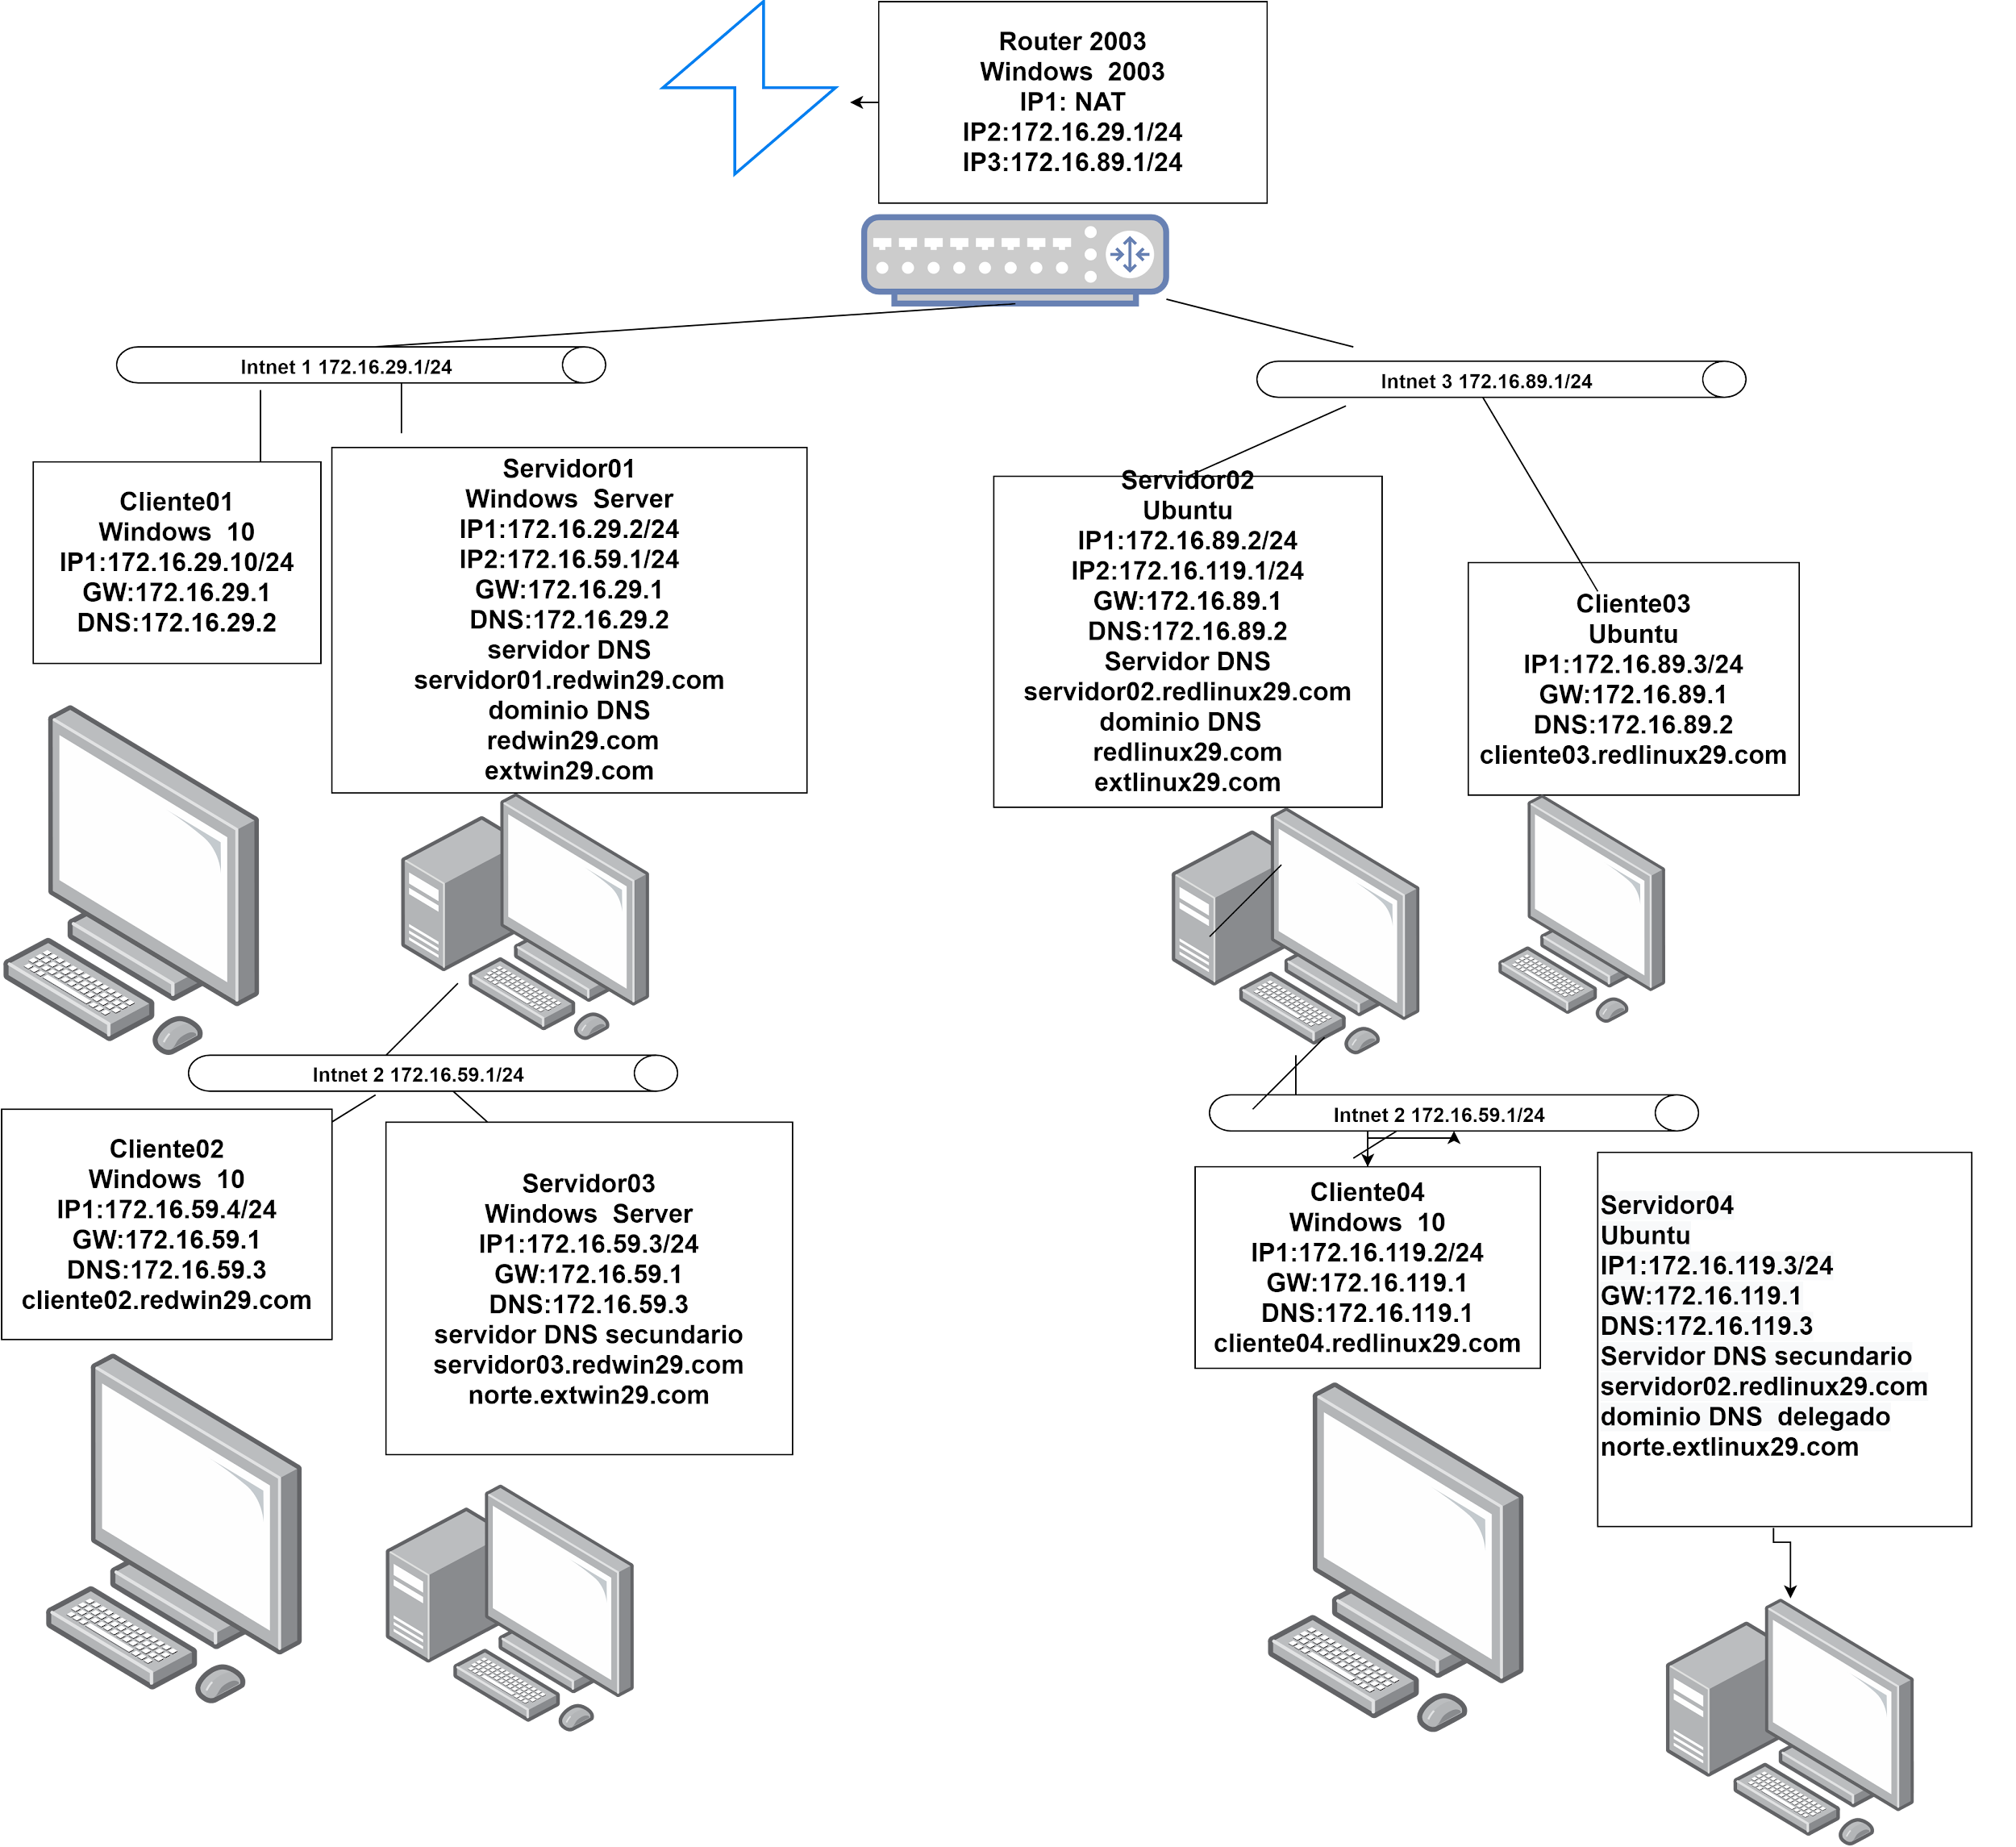 Router 2003
Windows  2003
IP1: NAT
IP2:172.16.29.1/24
IP3:172.16.89.1/24
Intnet 1 172.16.29.1/24
Intnet 3 172.16.89.1/24
Cliente01
Windows  10
IP1:172.16.29.10/24
GW:172.16.29.1
DNS:172.16.29.2
Servidor01
Windows  Server
IP1:172.16.29.2/24
IP2:172.16.59.1/24
GW:172.16.29.1
DNS:172.16.29.2
servidor DNS
servidor01.redwin29.com
dominio DNS
redwin29.com
extwin29.com
Servidor02
Ubuntu
IP1:172.16.89.2/24
IP2:172.16.119.1/24
GW:172.16.89.1
DNS:172.16.89.2
Servidor DNS
servidor02.redlinux29.com
dominio DNS
redlinux29.com
extlinux29.com
Cliente03
Ubuntu
IP1:172.16.89.3/24
GW:172.16.89.1
DNS:172.16.89.2
cliente03.redlinux29.com
Intnet 2 172.16.59.1/24
Intnet 2 172.16.59.1/24
Cliente02
Windows  10
IP1:172.16.59.4/24
GW:172.16.59.1
DNS:172.16.59.3
cliente02.redwin29.com
Servidor03
Windows  Server
IP1:172.16.59.3/24
GW:172.16.59.1
DNS:172.16.59.3
servidor DNS secundario
servidor03.redwin29.com
norte.extwin29.com
Cliente04
Windows  10
IP1:172.16.119.2/24
GW:172.16.119.1
DNS:172.16.119.1
cliente04.redlinux29.com
Servidor04
Ubuntu
IP1:172.16.119.3/24
GW:172.16.119.1
DNS:172.16.119.3
Servidor DNS secundario
servidor02.redlinux29.com
dominio DNS  delegado
norte.extlinux29.com